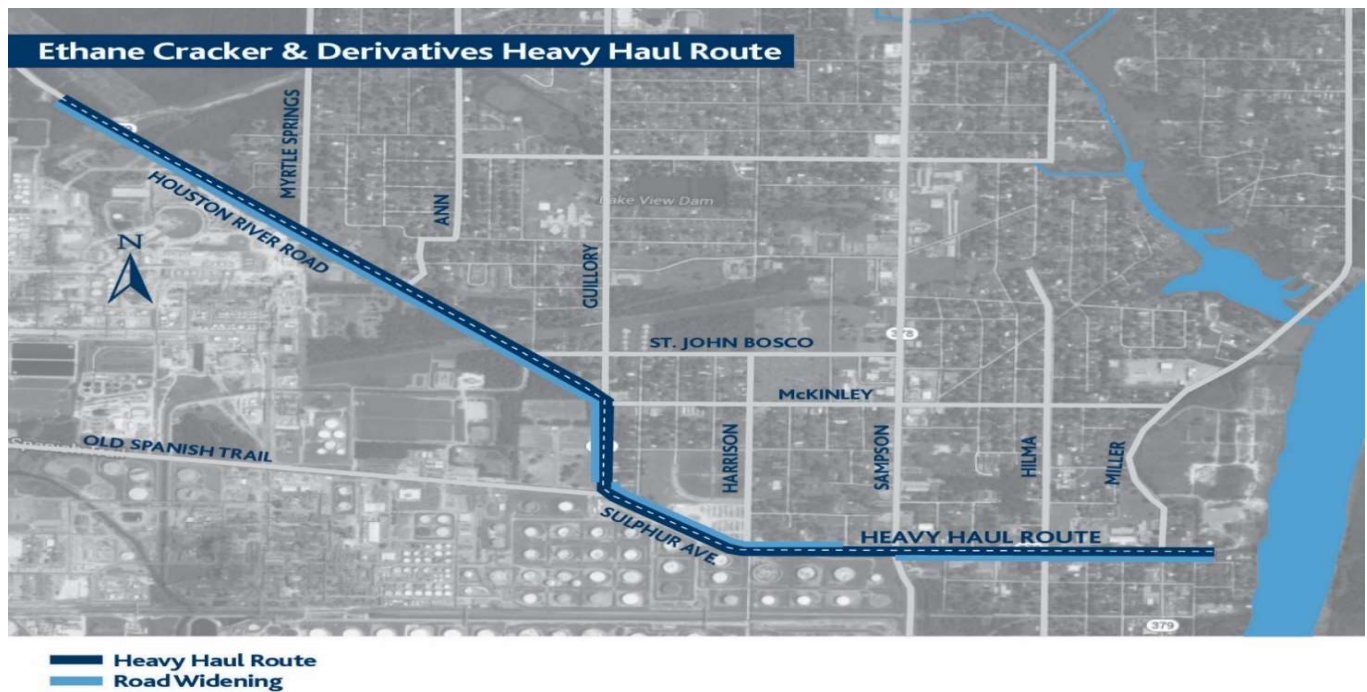 Ethane Cracker & Derivatives Heavy Haul Route
MYRTLE SPRINGS
HOUSTON RIVER ROAD
ANN
Lake View Dam
N
GUILLORY
ST. JOHN BOSCO
378
McKINLEY
OLD SPANISH TRAIL
HARRISON
SAMPSON
HILMA
MILLER
SULPHUR AVE.
HEAVY HAUL ROUTE
379
Heavy Haul Route
Road Widening